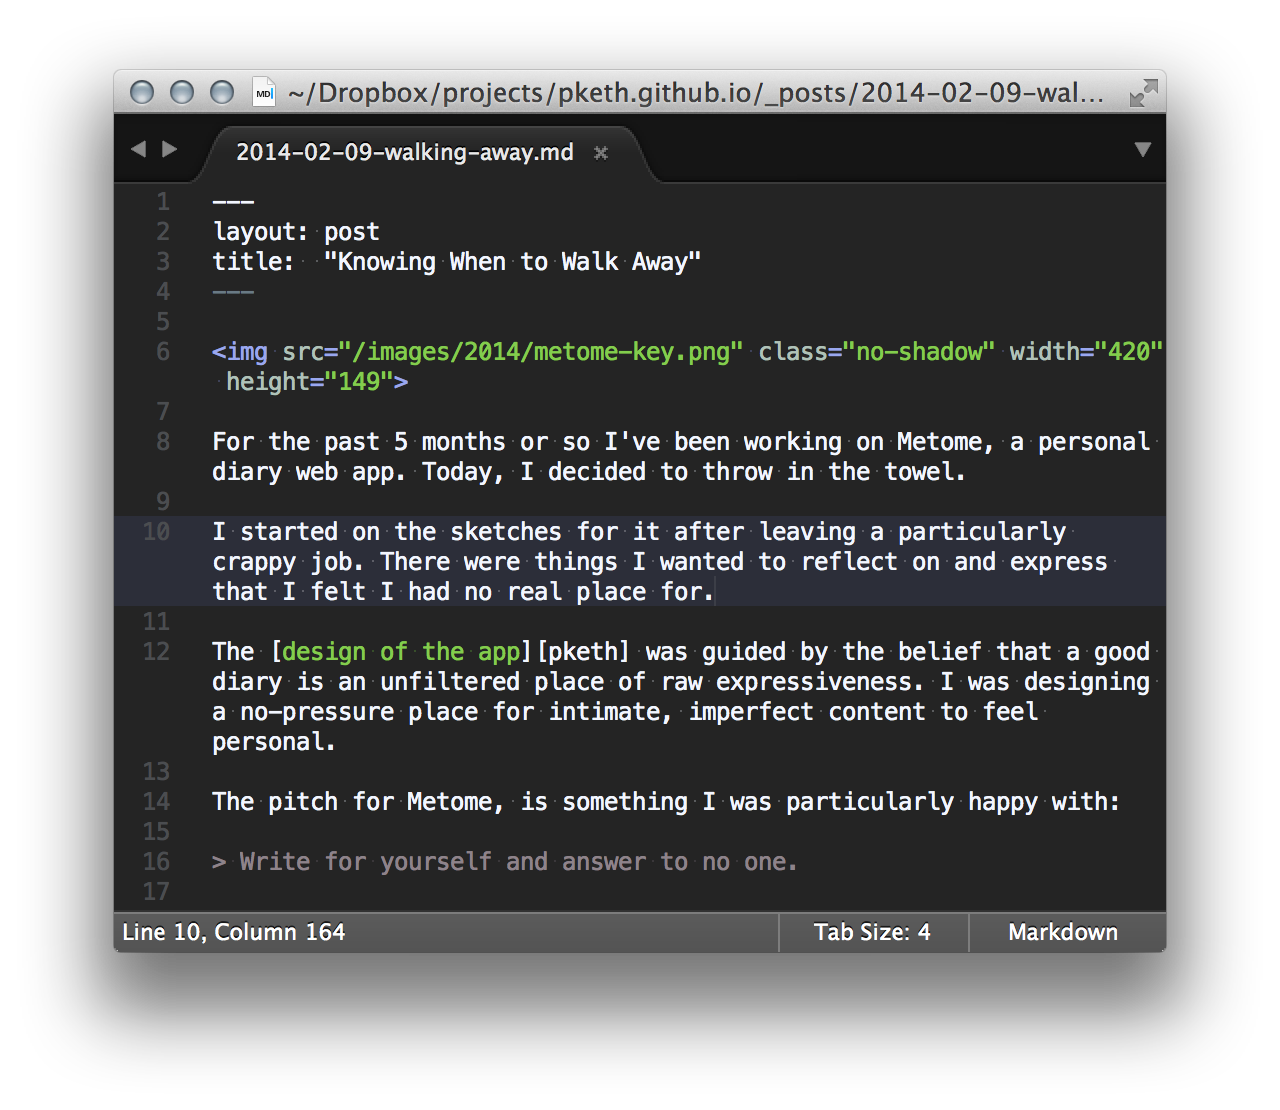 MD
~/Dropbox/projects/pketh.github.io/_posts/2014-02-09-wal...
2014-02-09-walking-away.md
1 ---
2 layout: post
3 title:  "Knowing When to Walk Away"
4 ---
5
6 <img src="/images/2014/metome-key.png" class="no-shadow" width="420"
height="149">
7
8 For the past 5 months or so I've been working on Metome, a personal
diary web app. Today, I decided to throw in the towel.
9
10 I started on the sketches for it after leaving a particularly
crappy job. There were things I wanted to reflect on and express
that I felt I had no real place for.
11
12 The [design of the app][pketh] was guided by the belief that a good
diary is an unfiltered place of raw expressiveness. I was designing
a no-pressure place for intimate, imperfect content to feel
personal.
13
14 The pitch for Metome, is something I was particularly happy with:
15
16 > Write for yourself and answer to no one.
17
Line 10, Column 164
Tab Size: 4
Markdown